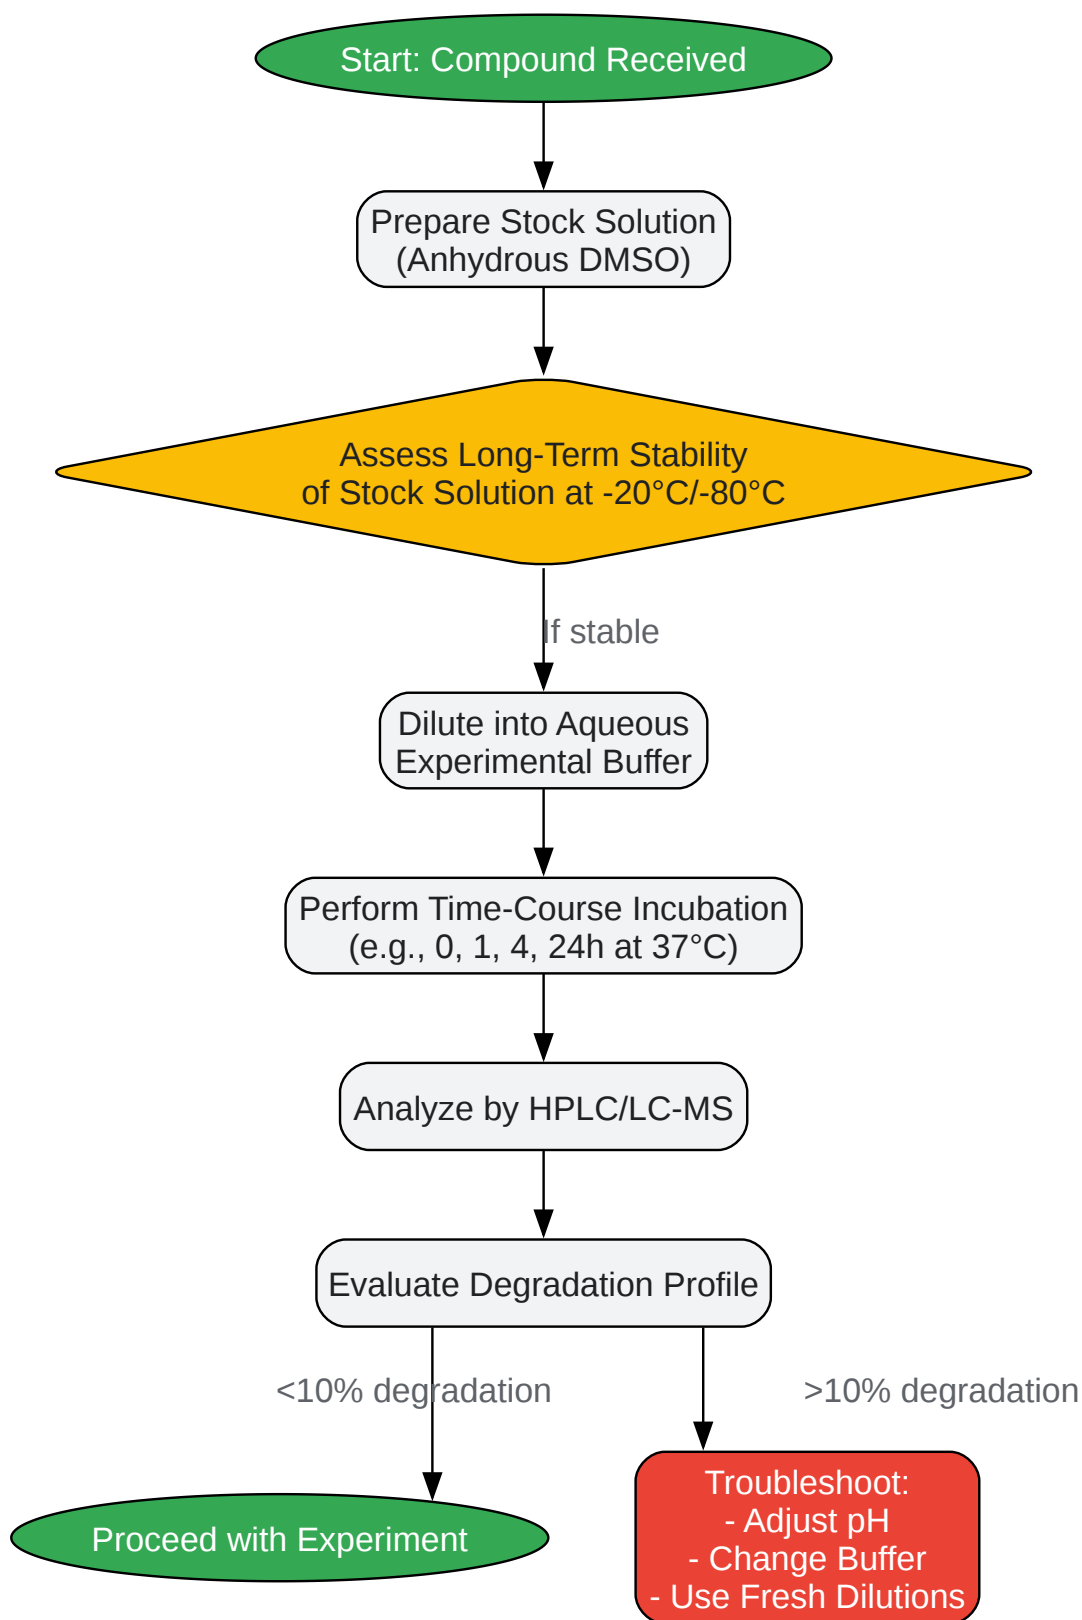 Start: Compound Received
Prepare Stock Solution
(Anhydrous DMSO)
Assess Long-Term Stability
of Stock Solution at -20°C/-80°C
If stable
Dilute into Aqueous
Experimental Buffer
Perform Time-Course Incubation
(e.g., 0, 1, 4, 24h at 37°C)
Analyze by HPLC/LC-MS
Evaluate Degradation Profile
<10% degradation
>10% degradation
Proceed with Experiment
Troubleshoot:
- Adjust pH
- Change Buffer
- Use Fresh Dilutions